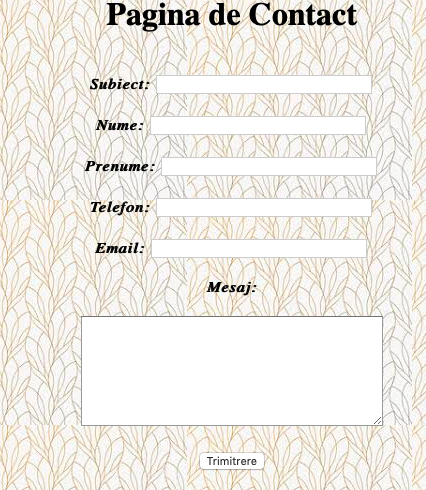 Pagina de Contact
Subiect:
Nume:
Prenume:
Telefon:
Email:
Mesaj:
Trimitrere